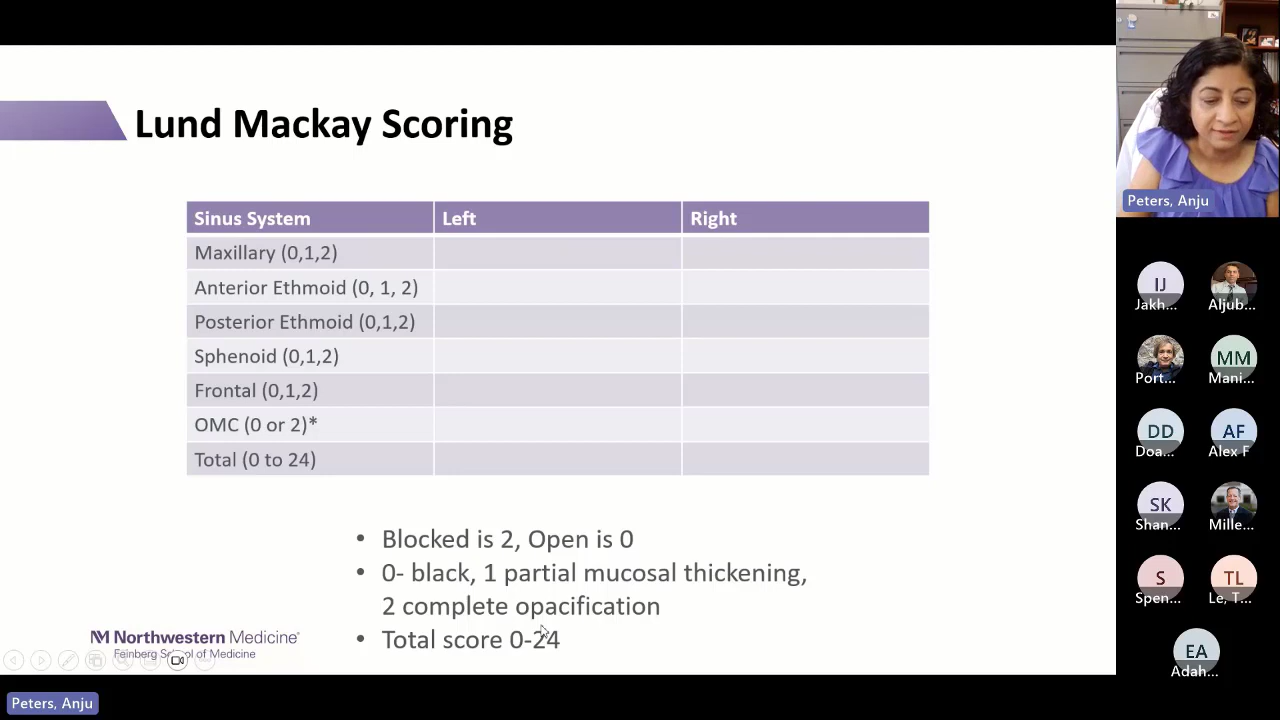 Lund Mackay Scoring
Sinus System Left Right
Maxillary (0,1,2)
Anterior Ethmoid (0, 1, 2)
Posterior Ethmoid (0,1,2)
Sphenoid (0,1,2)
Frontal (0,1,2)
OMC (0 or 2)*
Total (0 to 24)
• Blocked is 2, Open is 0
• 0- black, 1 partial mucosal thickening,
2 complete opacification
• Total score 0-24
Northwestern Medicine®
Feinberg School of Medicine
Peters, Anju
Peters, Anju
IJ
Jakh...
Aljub...
Port...
MM
Mani...
DD
Doa...
AF
Alex F
SK
Shan...
Mille...
S
Spen...
TL
Le, T...
EA
Adah...